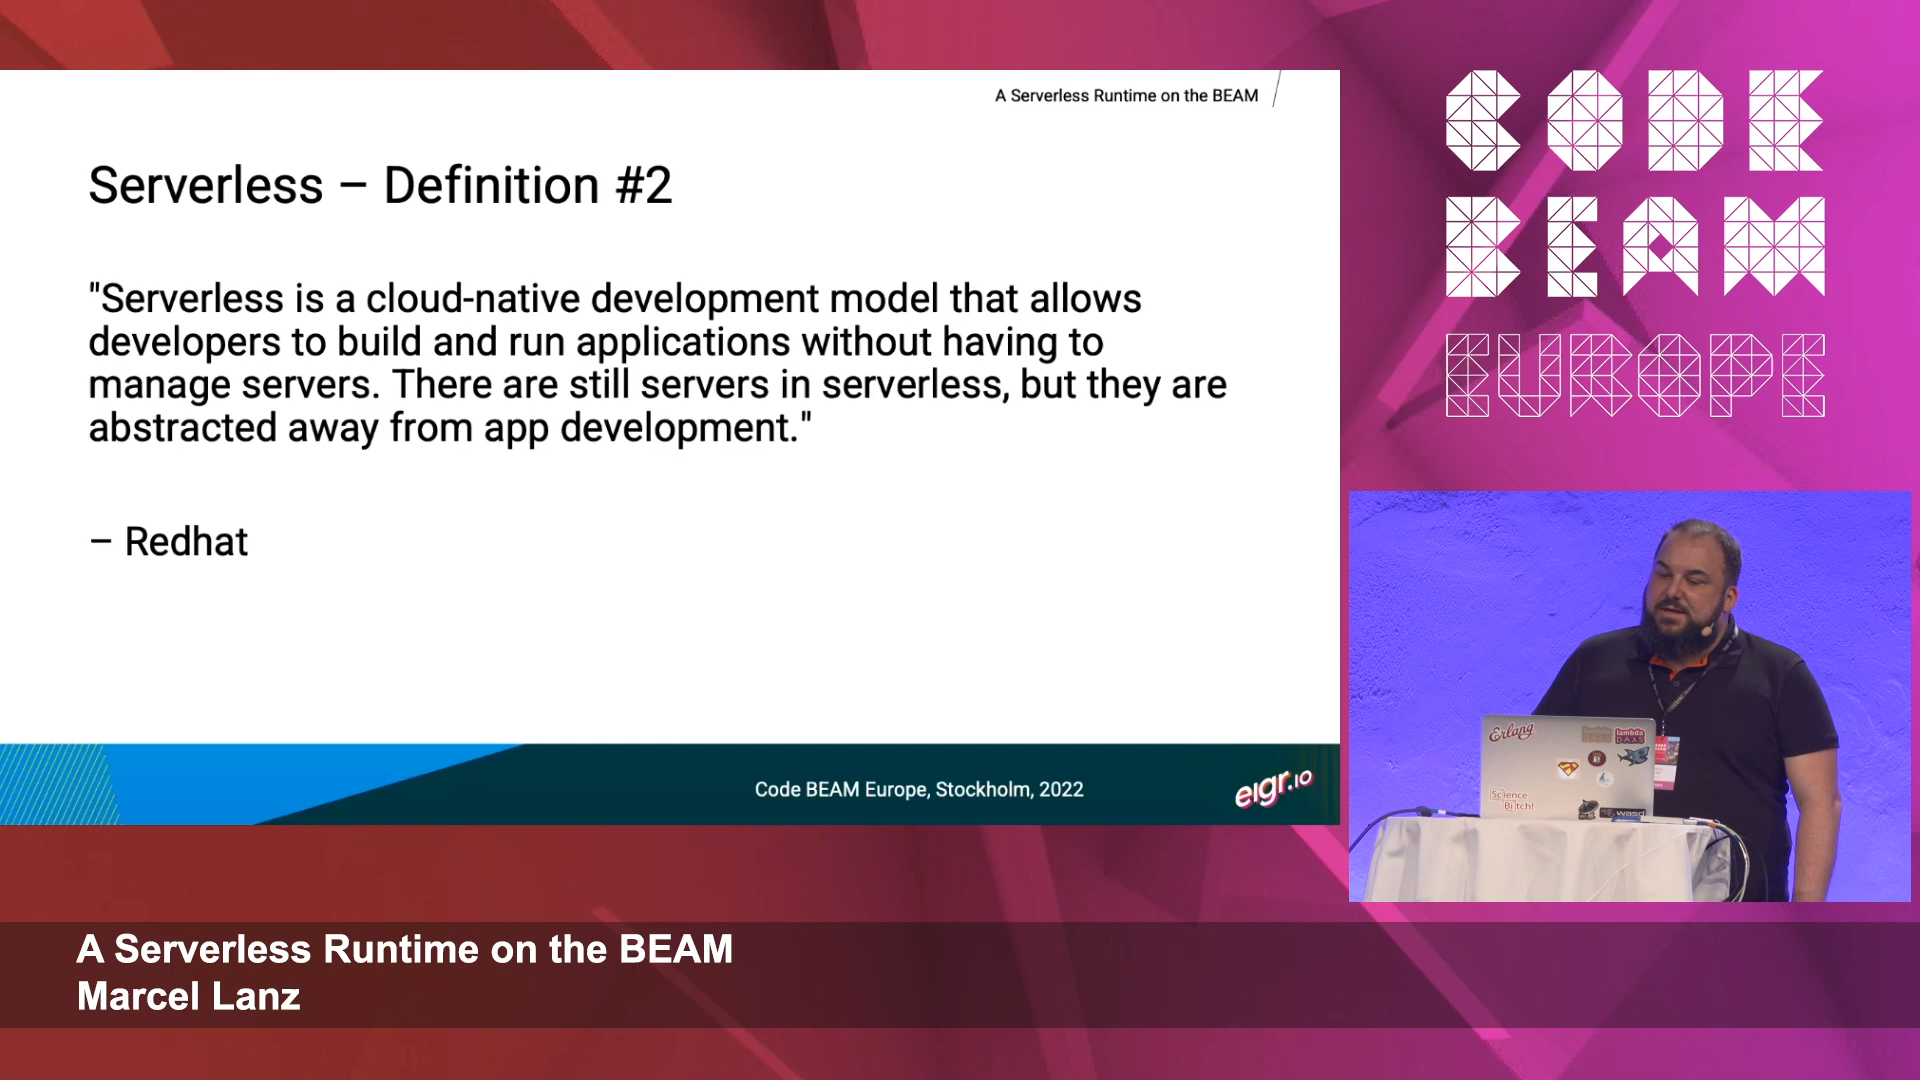 A Serverless Runtime on the BEAM
Serverless – Definition #2
"Serverless is a cloud-native development model that allows
developers to build and run applications without having to
manage servers. There are still servers in serverless, but they are
abstracted away from app development."
– Redhat
Code BEAM Europe, Stockholm, 2022
eigr.io
CODE
BEAM
EUROPE
Erlang
lambda
DAYS
Science
Bitch!
wasd
A Serverless Runtime on the BEAM
Marcel Lanz